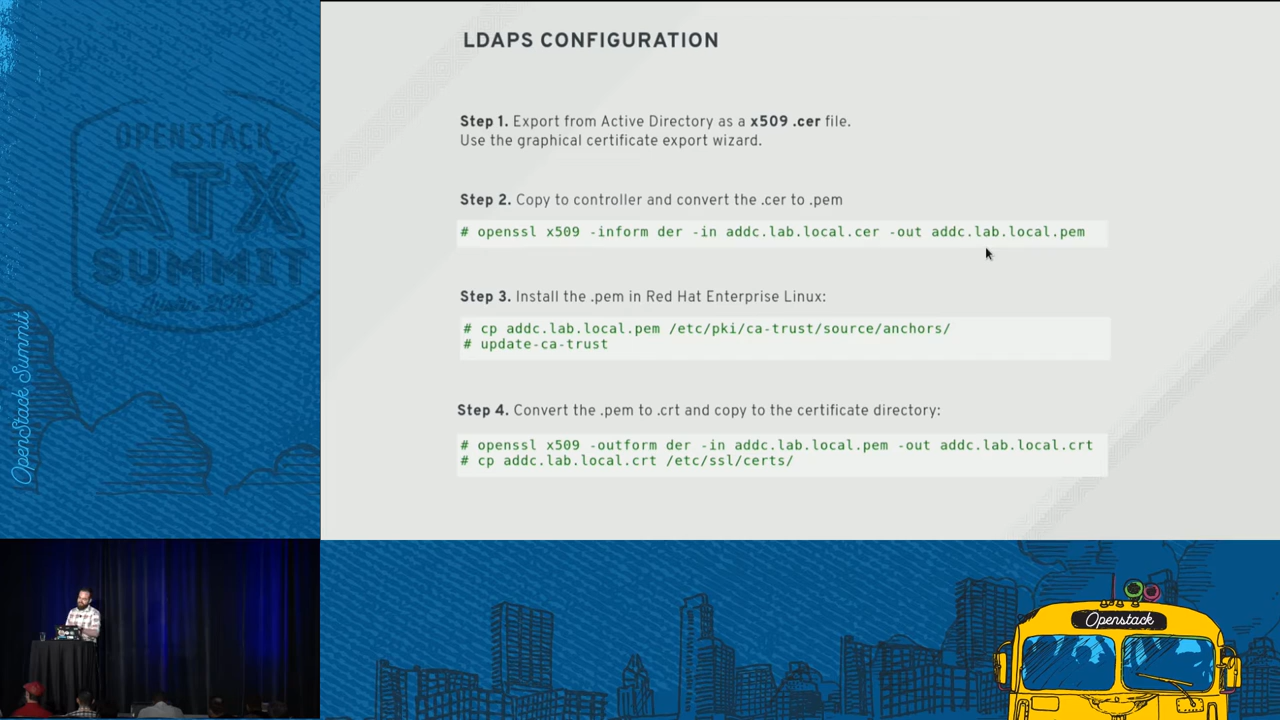 LDAPS CONFIGURATION
Step 1. Export from Active Directory as a x509 .cer file.
Use the graphical certificate export wizard.
Step 2. Copy to controller and convert the .cer to .pem
# openssl x509 -inform der -in addc.lab.local.cer -out addc.lab.local.pem
Step 3. Install the .pem in Red Hat Enterprise Linux:
# cp addc.lab.local.pem /etc/pki/ca-trust/source/anchors/
# update-ca-trust
Step 4. Convert the .pem to .crt and copy to the certificate directory:
# openssl x509 -outform der -in addc.lab.local.pem -out addc.lab.local.crt
# cp addc.lab.local.crt /etc/ssl/certs/
OPENSTACK
ATX
SUMMIT
Austin 2016
OpenStack Summit
Openstack